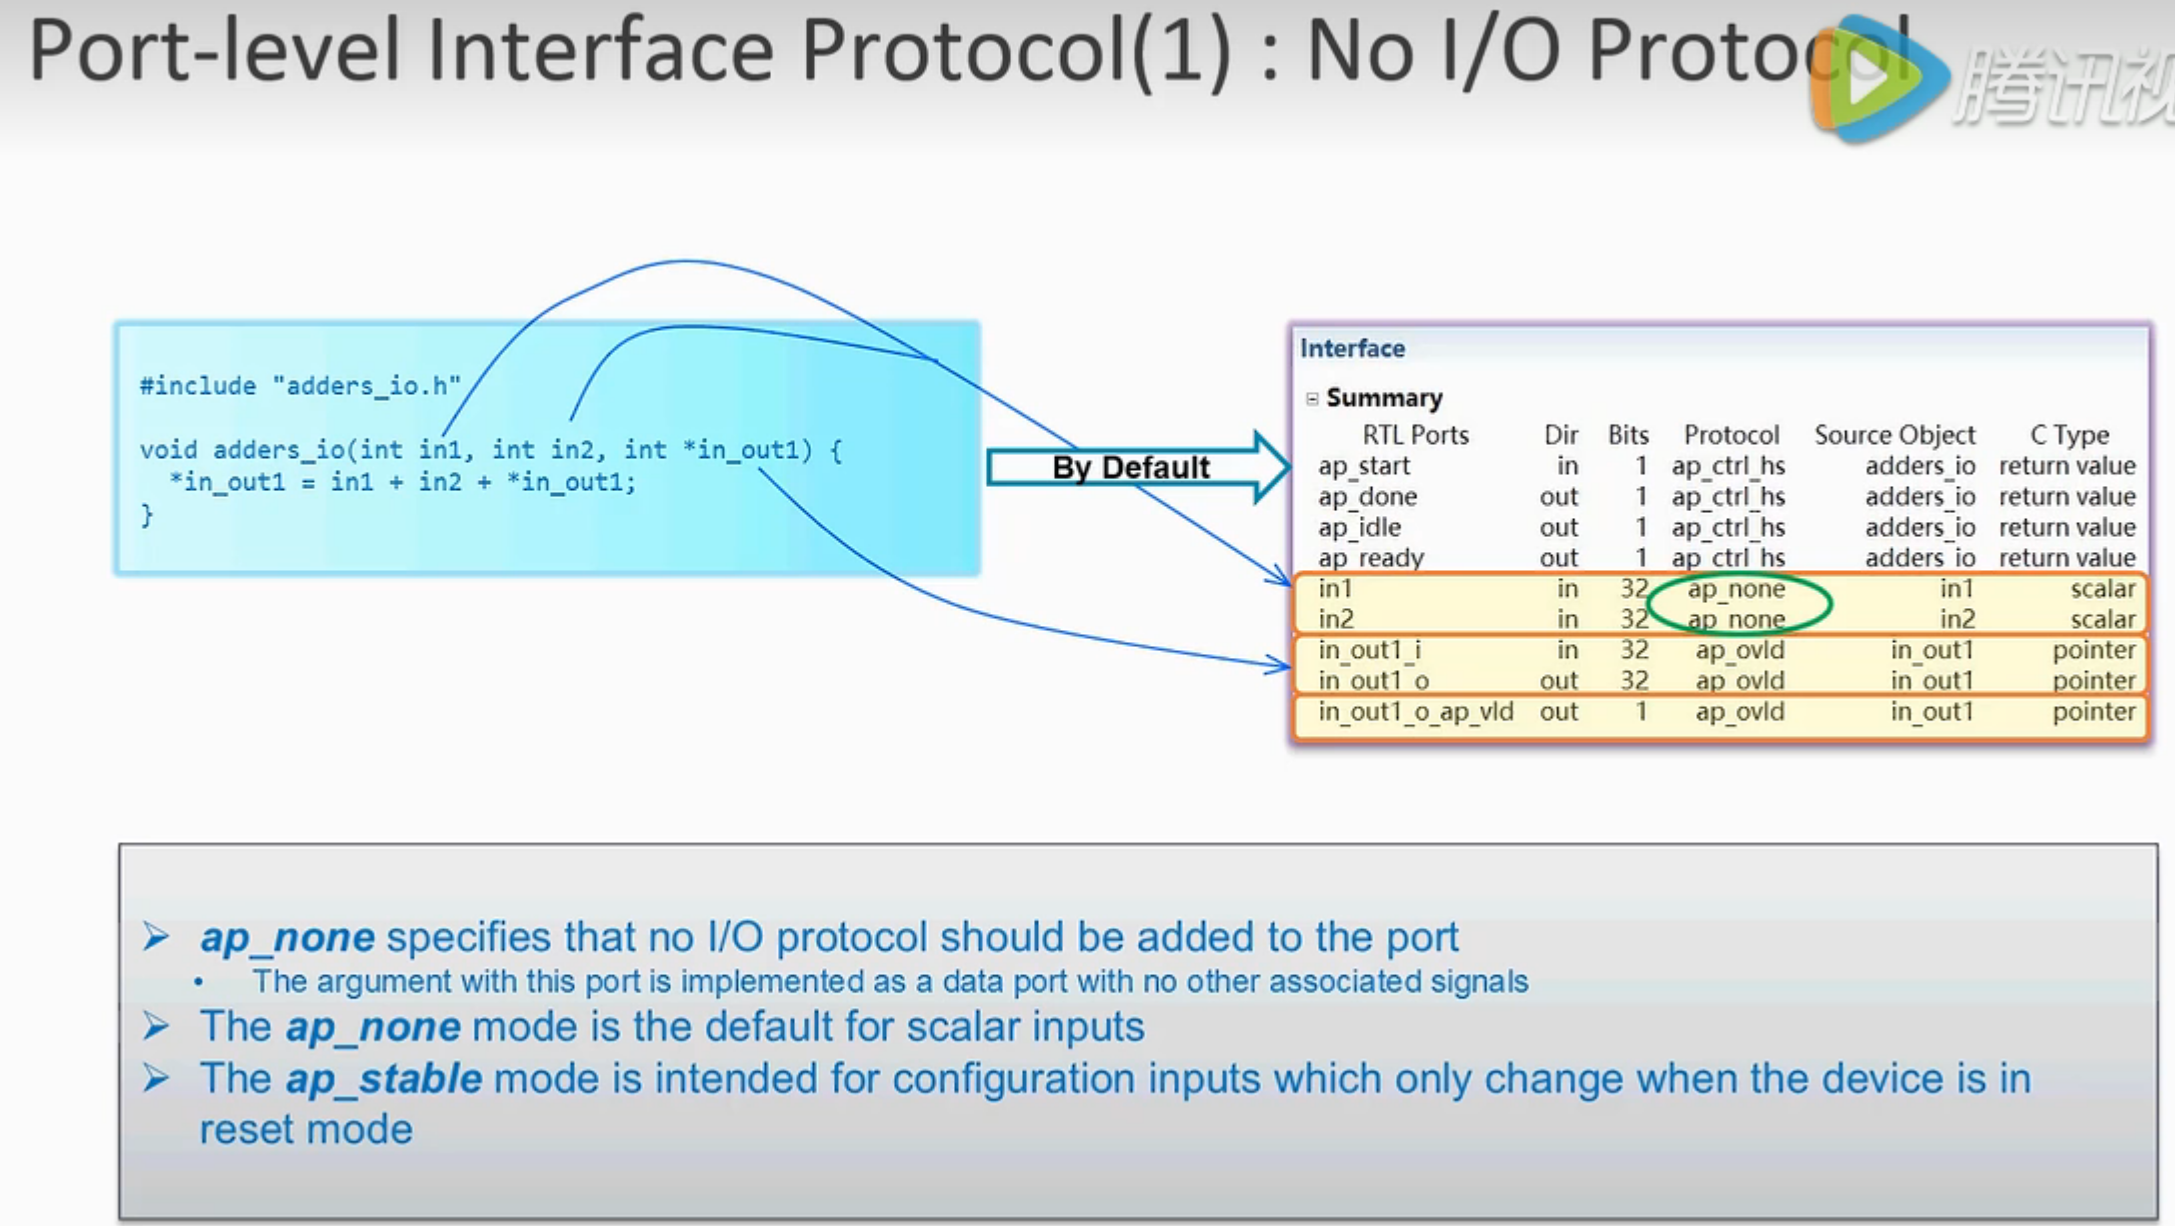 Port-level Interface Protocol(1) : No I/O Protocol
腾讯视
#include "adders_io.h"
void adders_io(int in1, int in2, int *in_out1) {
*in_out1 = in1 + in2 + *in_out1;
}
By Default
Interface
Summary
RTL Ports Dir Bits Protocol Source Object C Type
ap_start in 1 ap_ctrl_hs adders_io return value
ap_done out 1 ap_ctrl_hs adders_io return value
ap_idle out 1 ap_ctrl_hs adders_io return value
ap_ready out 1 ap_ctrl_hs adders_io return value
in1 in 32 ap_none in1 scalar
in2 in 32 ap_none in2 scalar
in_out1_i in 32 ap_ovld in_out1 pointer
in_out1_o out 32 ap_ovld in_out1 pointer
in_out1_o_ap_vld out 1 ap_ovld in_out1 pointer
➢ ap_none specifies that no I/O protocol should be added to the port
• The argument with this port is implemented as a data port with no other associated signals
➢ The ap_none mode is the default for scalar inputs
➢ The ap_stable mode is intended for configuration inputs which only change when the device is in
reset mode